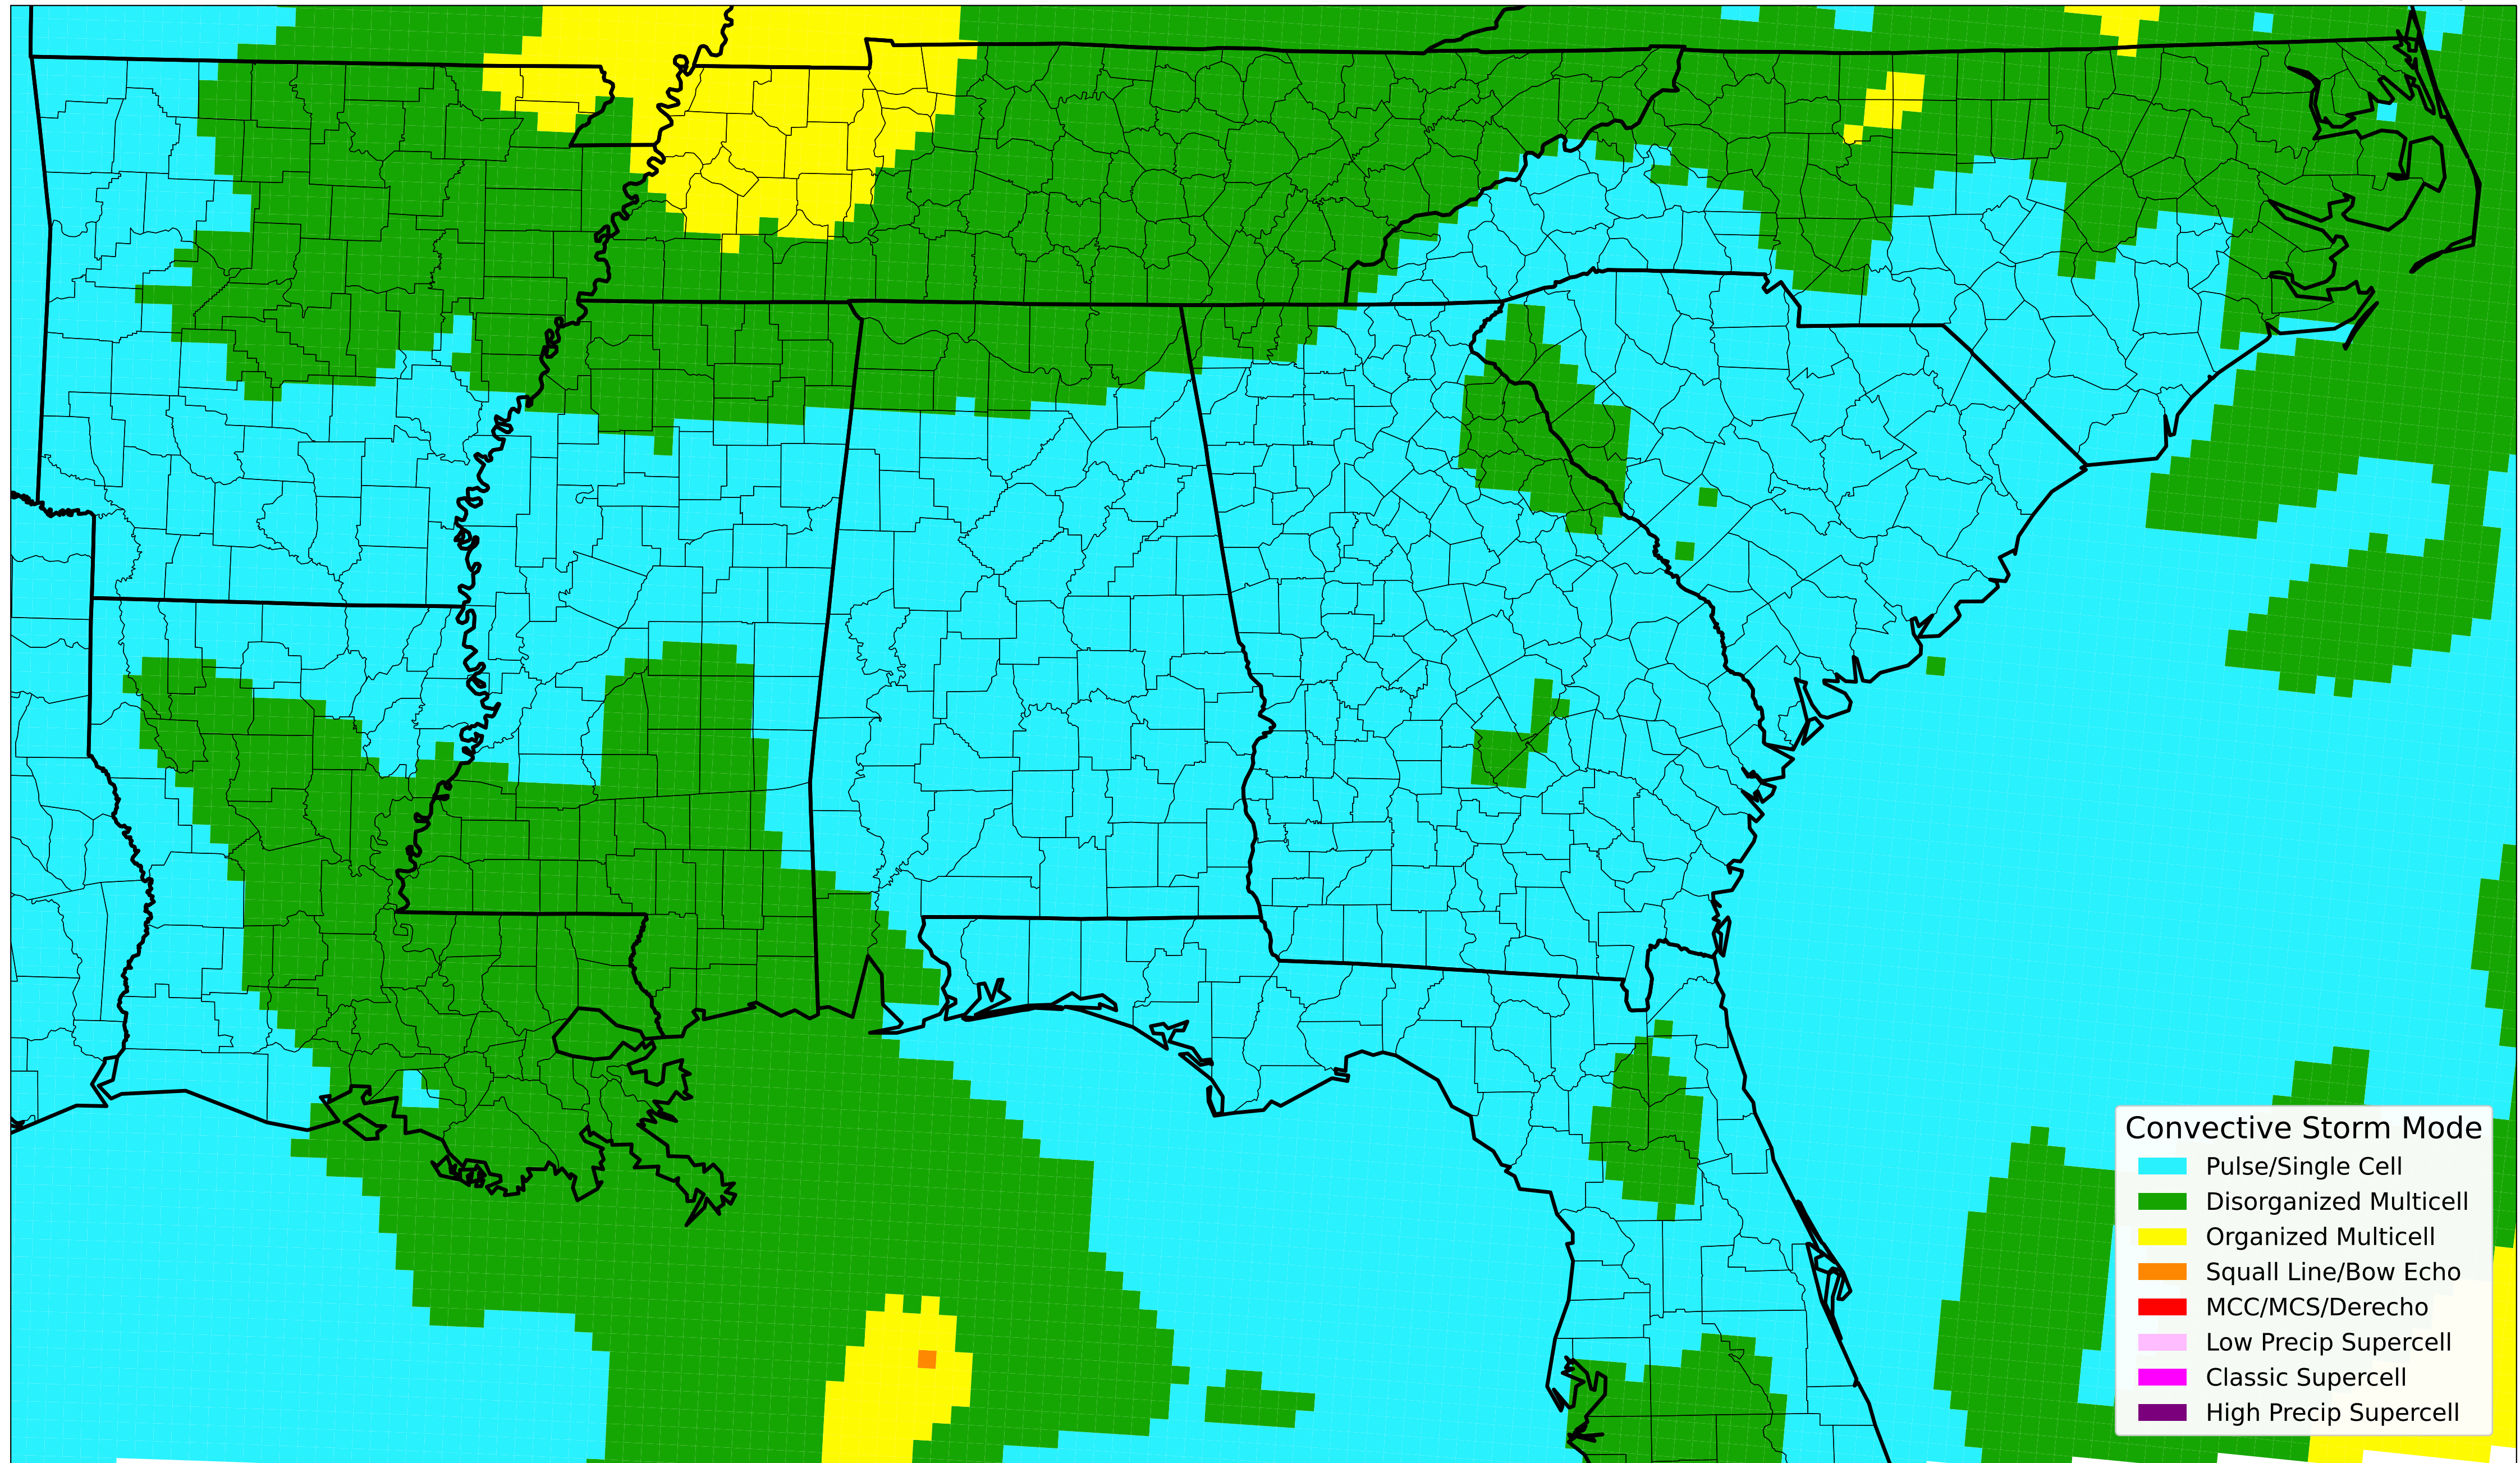 Convective Storm Mode
Pulse/Single Cell
Disorganized Multicell
Organized Multicell
Squall Line/Bow Echo
MCC/MCS/Derecho
Low Precip Supercell
Classic Supercell
High Precip Supercell